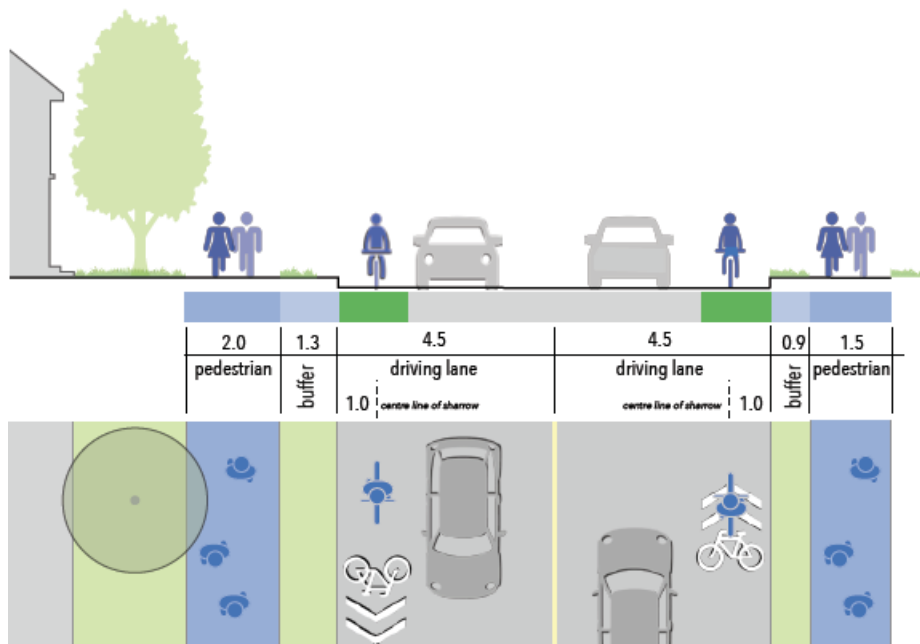 2.0 1.3 4.5 4.5 0.9 1.5
pedestrian buffer driving lane driving lane buffer pedestrian
1.0 centre line of sharrow centre line of sharrow 1.0